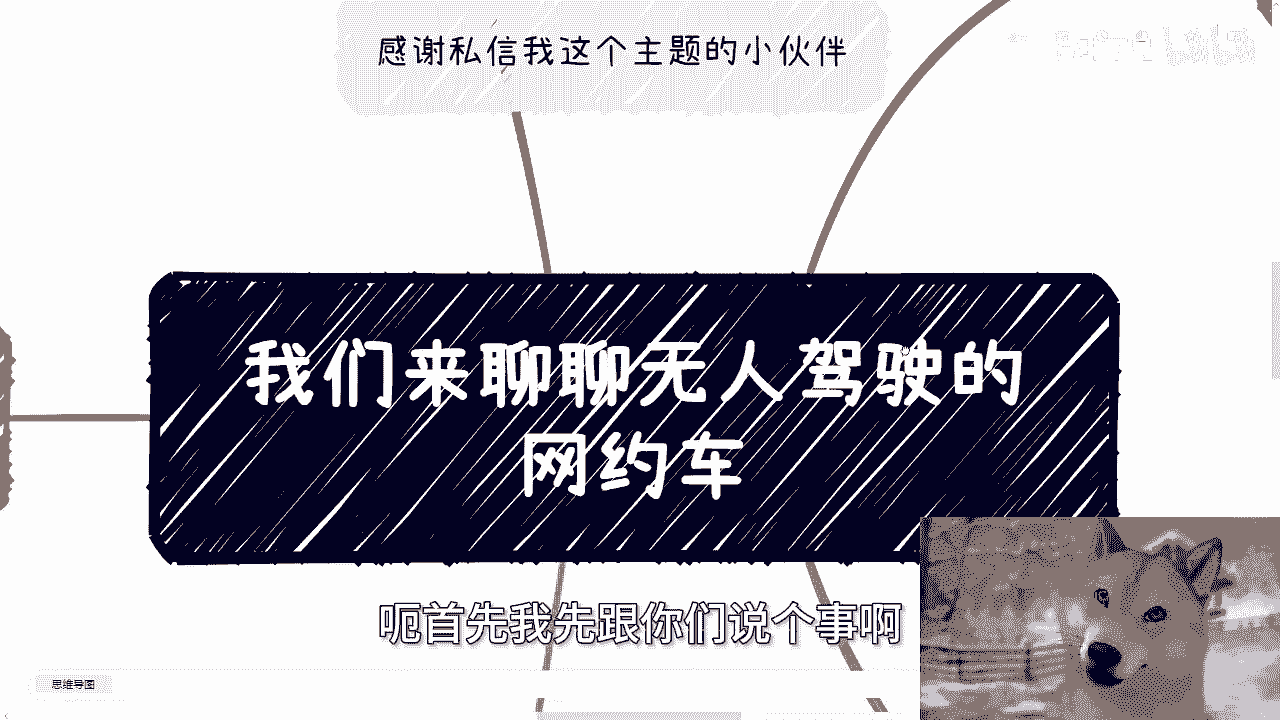 感谢私信我这个主题的小伙伴
我们来聊聊无人驾驶的
网约车
呃首先我先跟你们说个事啊
思维导图